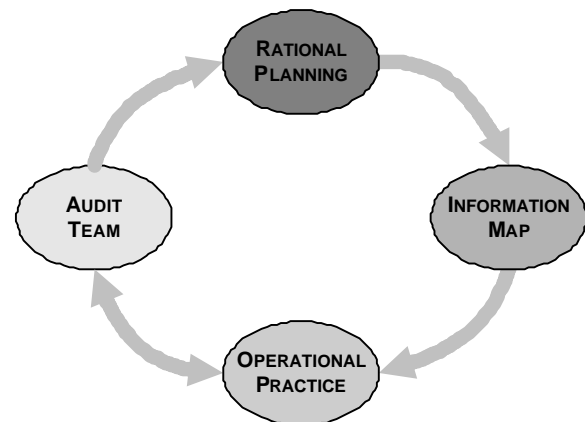 RATIONAL
PLANNING
AUDIT
TEAM
INFORMATION
MAP
OPERATIONAL
PRACTICE